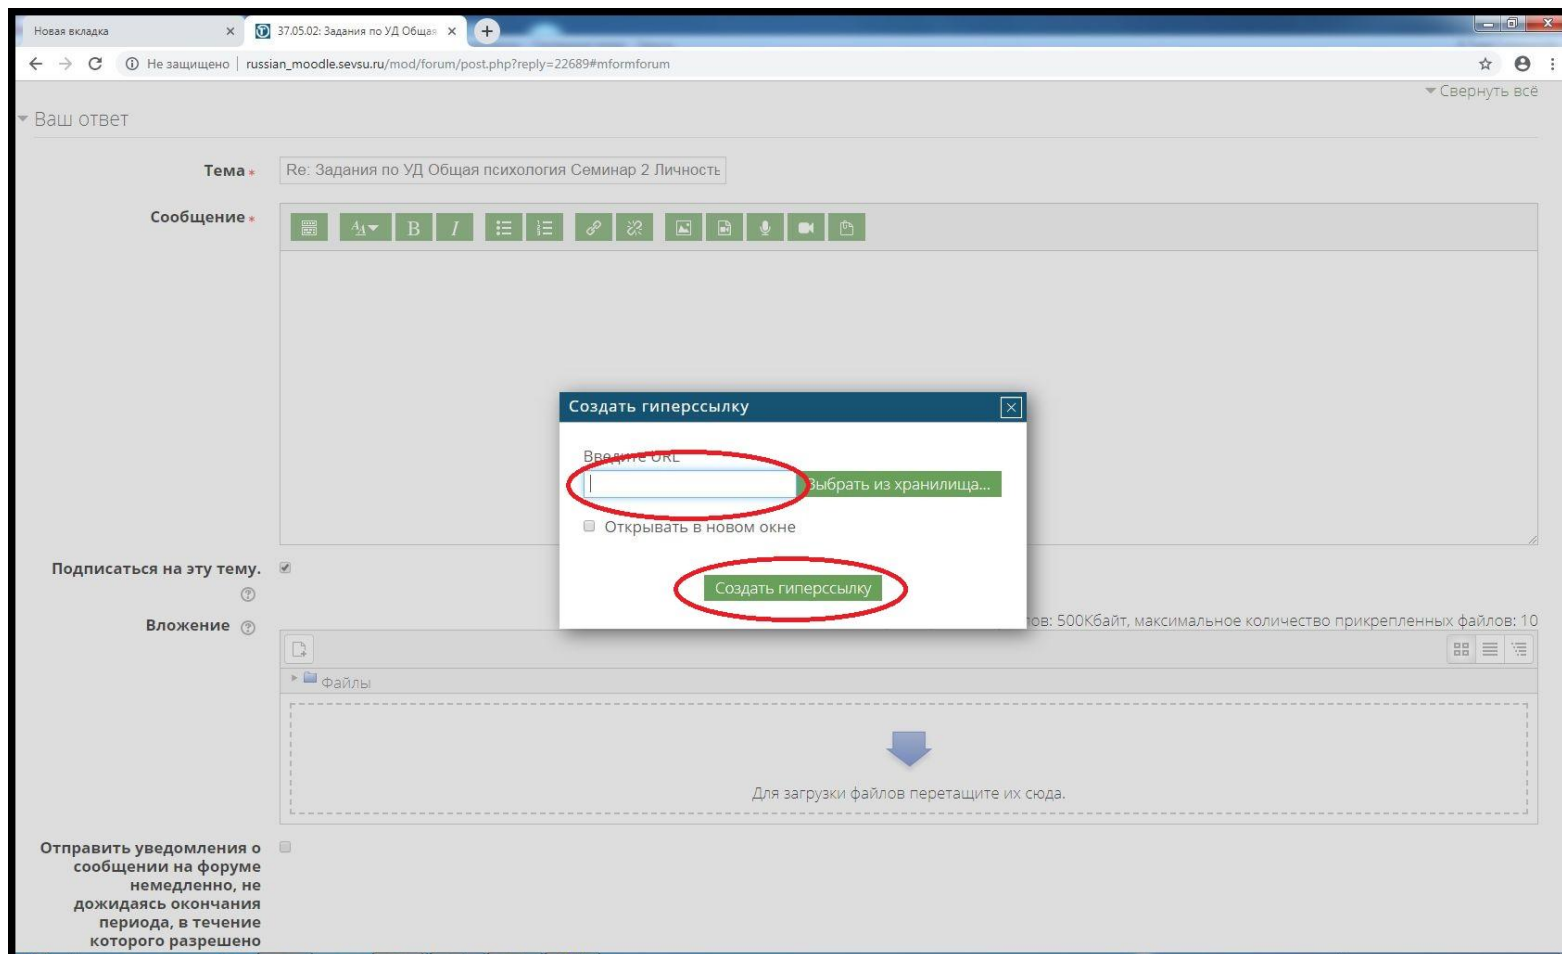 Новая вкладка
37.05.02: Задания по УД Общая
Не защищено | russian_moodle.sevsu.ru/mod/forum/post.php?reply=22689#mformforum
Свернуть всё
Ваш ответ
Тема *
Re: Задания по УД Общая психология Семинар 2 Личность
Сообщение *
B I
Создать гиперссылку
Введите URL
Выбрать из хранилища...
Открывать в новом окне
Создать гиперссылку
Подписаться на эту тему.
Вложение
500Кбайт, максимальное количество прикрепленных файлов: 10
Файлы
Для загрузки файлов перетащите их сюда.
Отправить уведомления о
сообщении на форуме
немедленно, не
дожидаясь окончания
периода, в течение
которого разрешено